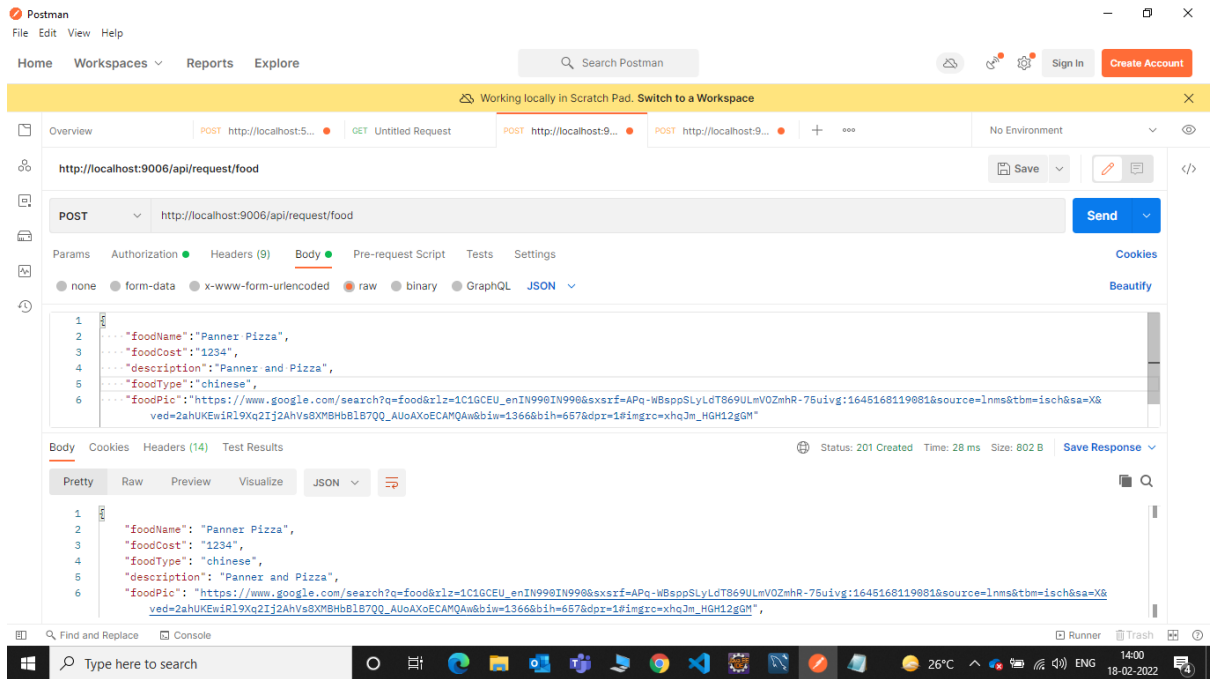 Postman
File Edit View Help
Home Workspaces Reports Explore Search Postman Sign In Create Account
Working locally in Scratch Pad. Switch to a Workspace
Overview POST http://localhost:5... GET Untitled Request POST http://localhost:9... POST http://localhost:9... No Environment
http://localhost:9006/api/request/food Save
POST http://localhost:9006/api/request/food Send
Params Authorization Headers (9) Body Pre-request Script Tests Settings Cookies
none form-data x-www-form-urlencoded raw binary GraphQL JSON Beautify
1 {
2 "foodName":"Panner Pizza",
3 "foodCost":"1234",
4 "description":"Panner and Pizza",
5 "foodType":"chinese",
6 "foodPic":"https://www.google.com/search?q=food&rlz=1C1GCEU_enIN990IN990&sxsrf=APq-WBsppSLyLdT869ULmVOZmhR-75uivg:1645168119081&source=lnms&tbm=isch&sa=X&
ved=2ahUKEwiRl9Xq2Ij2AhVs8XMBHbBlB7QQ_AUoAXoECAMQAw&biw=1366&bih=657&dpr=1#imgrc=xhqJm_HGH12gGM"
Body Cookies Headers (14) Test Results Status: 201 Created Time: 28 ms Size: 802 B Save Response
Pretty Raw Preview Visualize JSON
1 {
2 "foodName": "Panner Pizza",
3 "foodCost": "1234",
4 "foodType": "chinese",
5 "description": "Panner and Pizza",
6 "foodPic": "https://www.google.com/search?q=food&rlz=1C1GCEU_enIN990IN990&sxsrf=APq-WBsppSLyLdT869ULmVOZmhR-75uivg:1645168119081&source=lnms&tbm=isch&sa=X&
ved=2ahUKEwiRl9Xq2Ij2AhVs8XMBHbBlB7QQ_AUoAXoECAMQAw&biw=1366&bih=657&dpr=1#imgrc=xhqJm_HGH12gGM",
Find and Replace Console Runner Trash
Type here to search 26°C ENG 14:00
18-02-2022 4